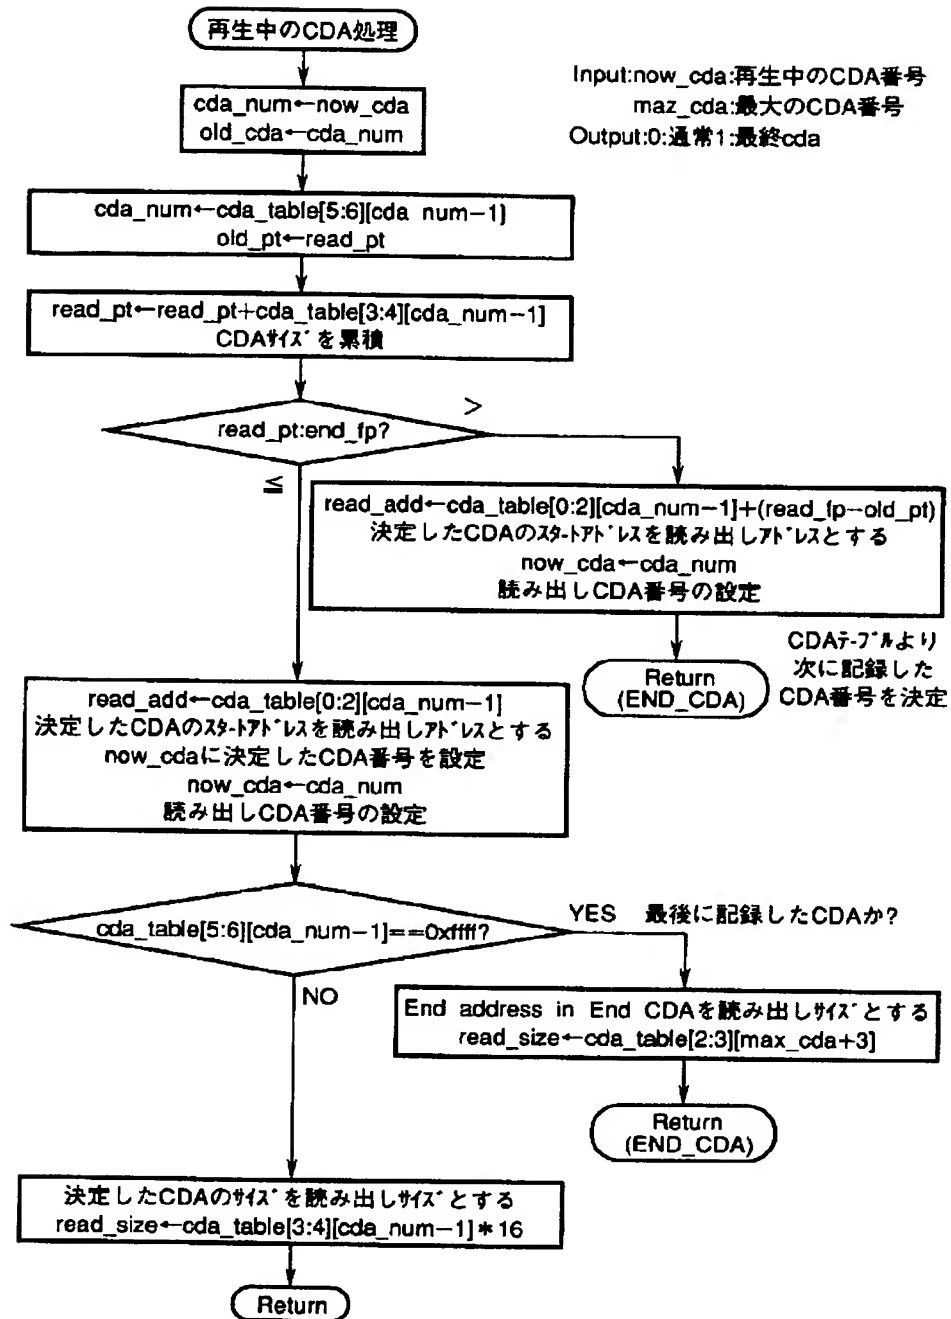 再生中のCDA処理
Input:now_cda:再生中のCDA番号
maz_cda:最大のCDA番号
Output:0:通常1:最終cda
cda_num←now_cda
old_cda←cda_num
cda_num←cda_table[5:6][cda num−1]
old_pt←read_pt
read_pt←read_pt+cda_table[3:4][cda_num−1]
CDAｻｲｽﾞを累積
read_pt:end_fp?
>
≦
read_add←cda_table[0:2][cda_num−1]+(read_fp−old_pt)
決定したCDAのｽﾀｰﾄｱﾄﾞﾚｽを読み出しｱﾄﾞﾚｽとする
now_cda←cda_num
読み出しCDA番号の設定
Return
(END_CDA)
CDAﾃｰﾌﾞﾙより
次に記録した
CDA番号を決定
read_add←cda_table[0:2][cda_num−1]
決定したCDAのｽﾀｰﾄｱﾄﾞﾚｽを読み出しｱﾄﾞﾚｽとする
now_cdaに決定したCDA番号を設定
now_cda←cda_num
読み出しCDA番号の設定
cda_table[5:6][cda_num−1]==0xffff?
YES 最後に記録したCDAか?
NO
End address in End CDAを読み出しｻｲｽﾞとする
read_size←cda_table[2:3][max_cda+3]
Return
(END_CDA)
決定したCDAのｻｲｽﾞを読み出しｻｲｽﾞとする
read_size←cda_table[3:4][cda_num−1]*16
Return